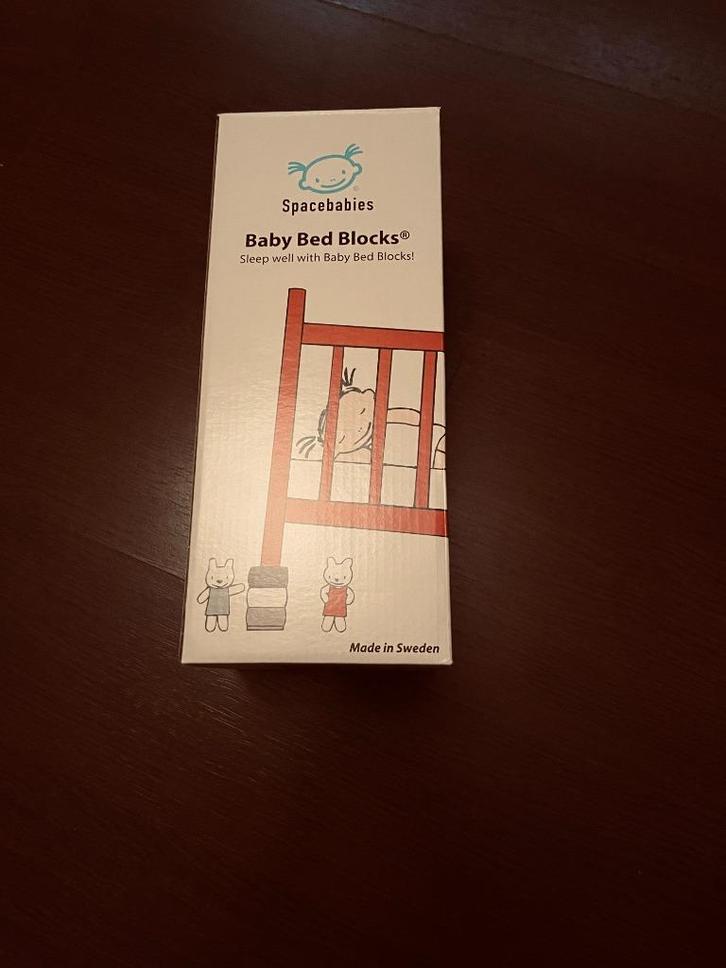 Spacebabies
Baby Bed Blocks®
Sleep well with Baby Bed Blocks!
Made in Sweden